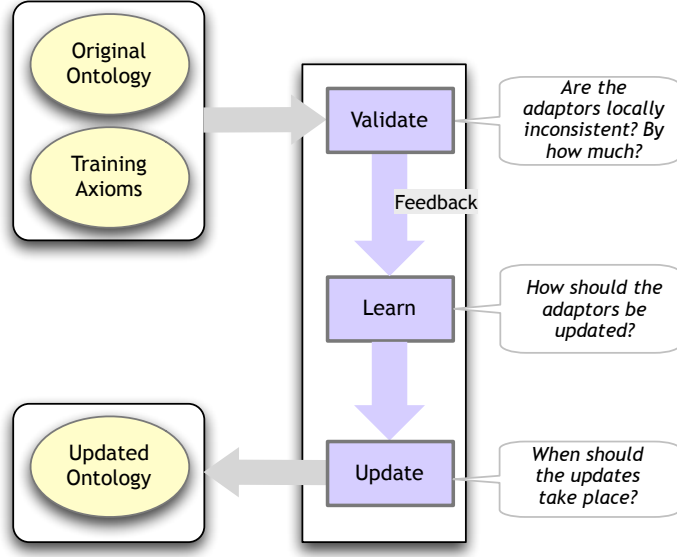 Original
Ontology
Training
Axioms
Validate
Are the
adaptors locally
inconsistent? By
how much?
Feedback
Learn
How should the
adaptors be
updated?
Updated
Ontology
Update
When should
the updates
take place?